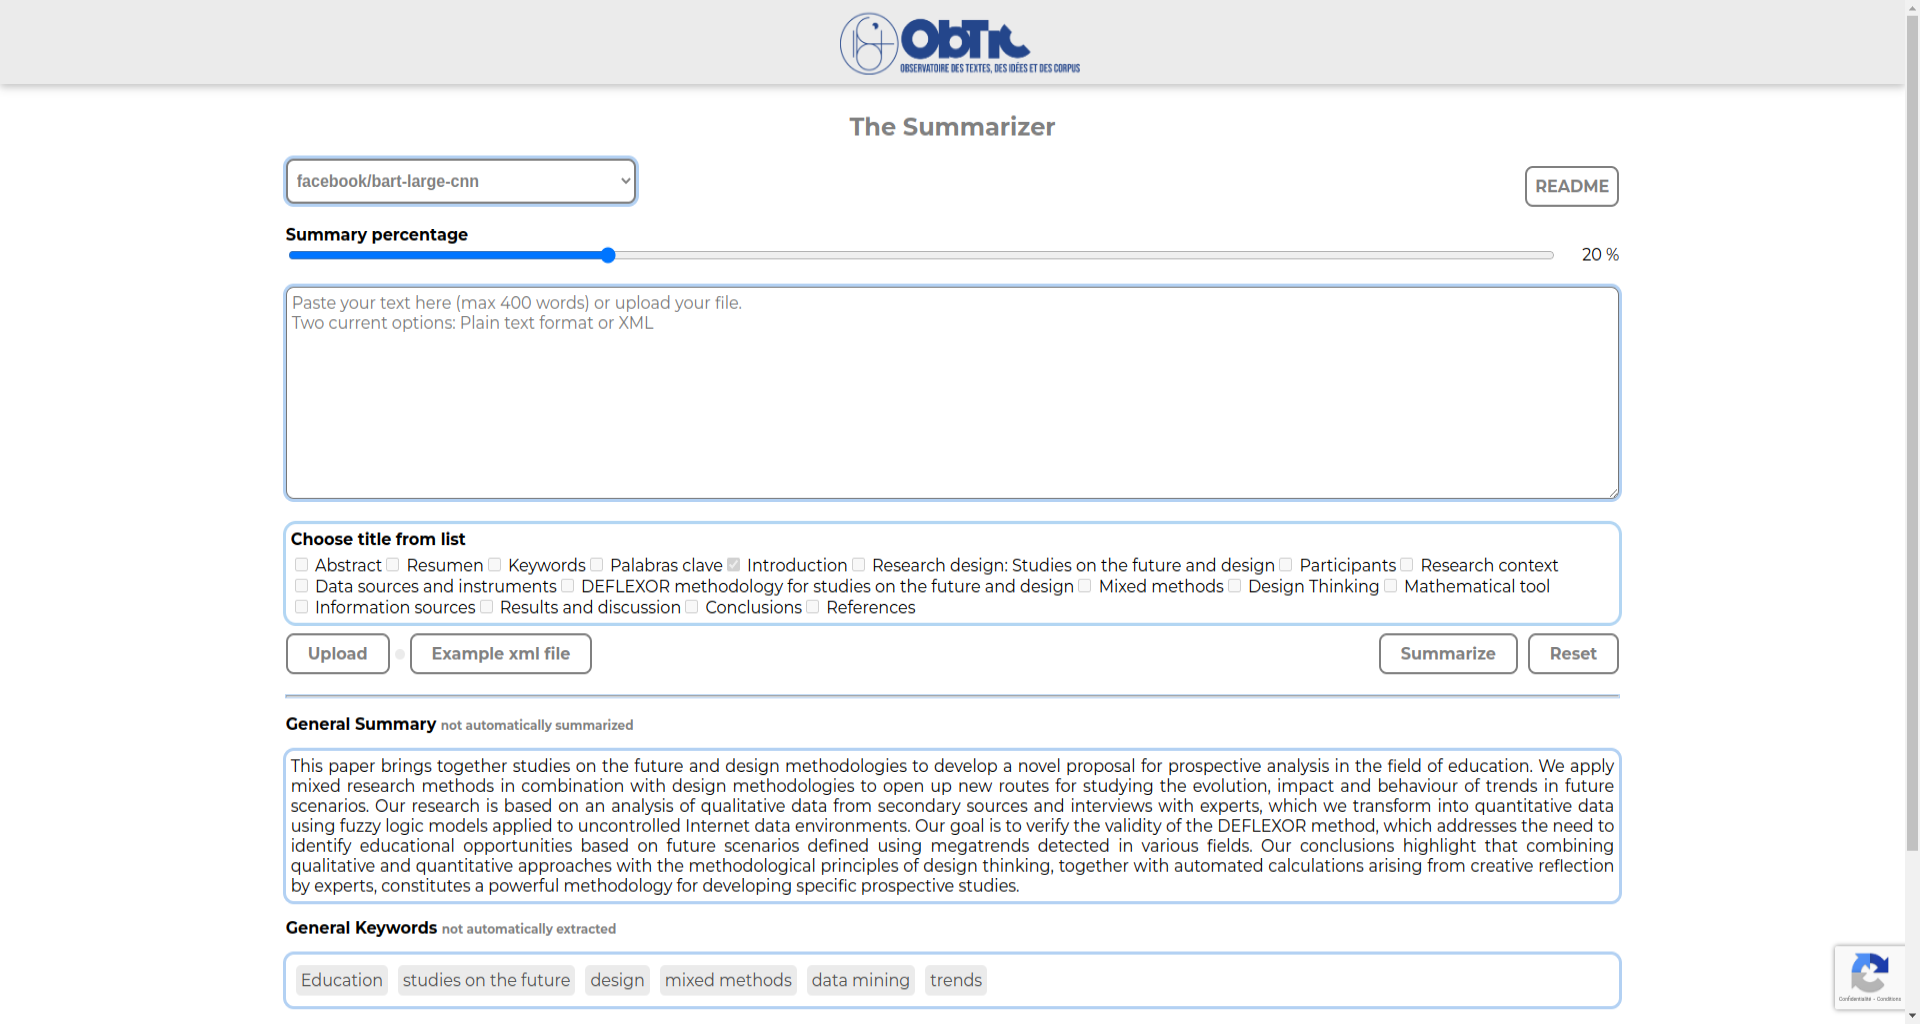 ObTIC
OBSERVATOIRE DES TEXTES, DES IDÉES ET DES CORPUS
The Summarizer
facebook/bart-large-cnn
README
Summary percentage
20 %
Paste your text here (max 400 words) or upload your file.
Two current options: Plain text format or XML
Choose title from list
Abstract Resumen Keywords Palabras clave Introduction Research design: Studies on the future and design Participants Research context
Data sources and instruments DEFLEXOR methodology for studies on the future and design Mixed methods Design Thinking Mathematical tool
Information sources Results and discussion Conclusions References
Upload Example xml file Summarize Reset
General Summary not automatically summarized
This paper brings together studies on the future and design methodologies to develop a novel proposal for prospective analysis in the field of education. We apply
mixed research methods in combination with design methodologies to open up new routes for studying the evolution, impact and behaviour of trends in future
scenarios. Our research is based on an analysis of qualitative data from secondary sources and interviews with experts, which we transform into quantitative data
using fuzzy logic models applied to uncontrolled Internet data environments. Our goal is to verify the validity of the DEFLEXOR method, which addresses the need to
identify educational opportunities based on future scenarios defined using megatrends detected in various fields. Our conclusions highlight that combining
qualitative and quantitative approaches with the methodological principles of design thinking, together with automated calculations arising from creative reflection
by experts, constitutes a powerful methodology for developing specific prospective studies.
General Keywords not automatically extracted
Education studies on the future design mixed methods data mining trends
Confidentialité - Conditions